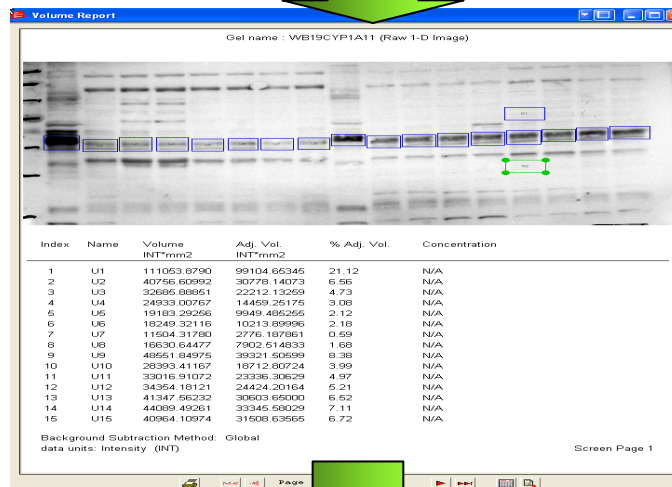 Volume Report
Gel name : WB19CYP1A11 (Raw 1-D Image)
Index Name Volume Adj. Vol. % Adj. Vol. Concentration
INT*mm2 INT*mm2
1 U1 111053.8790 99104.65345 21.12 N/A
2 U2 40756.60992 30778.14073 6.56 N/A
3 U3 32685.88851 22212.13259 4.73 N/A
4 U4 24933.00767 14459.25175 3.08 N/A
5 U5 19183.29256 9949.485255 2.12 N/A
6 U6 18249.32116 10213.89996 2.18 N/A
7 U7 11504.31780 2776.187861 0.59 N/A
8 U8 16630.64477 7902.514833 1.68 N/A
9 U9 48551.84975 39321.50599 8.38 N/A
10 U10 28393.41167 18712.80724 3.99 N/A
11 U11 33016.91072 23336.30629 4.97 N/A
12 U12 34354.18121 24424.20164 5.21 N/A
13 U13 41347.56232 30603.65000 6.52 N/A
14 U14 44089.49261 33345.58029 7.11 N/A
15 U15 40964.10974 31508.63565 6.72 N/A
Background Subtraction Method: Global
data units: Intensity (INT) Screen Page 1
Page